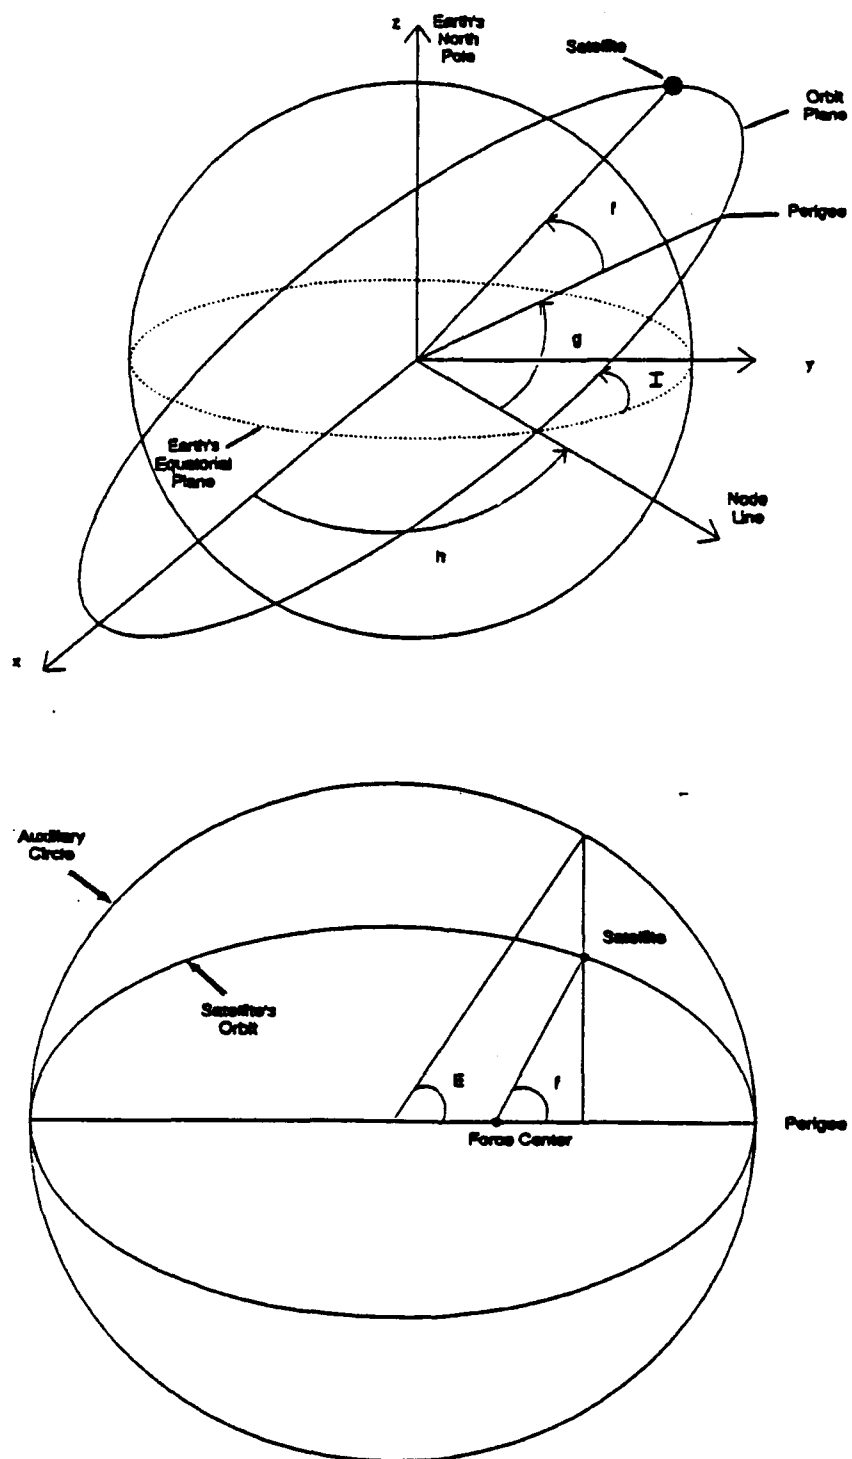 z
Earth's
North
Pole
Satellite
Orbit
Plane
f
Perigee
g
y
I
Earth's
Equatorial
Plane
Node
Line
h
x
Auxiliary
Circle
Satellite
Satellite's
Orbit
E
f
Perigee
Force Center